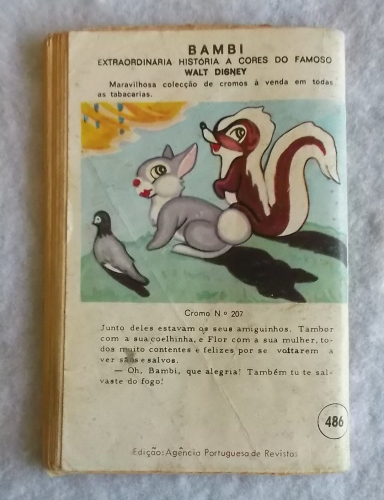 BAMBI
EXTRAORDINÁRIA HISTÓRIA A CORES DO FAMOSO
WALT DISNEY
Maravilhosa colecção de cromos à venda em todas
as tabacarias.
Cromo N.º 207
Junto deles estavam os seus amiguinhos. Tambor
com a sua coelhinha, e Flor com a sua mulher, to-
dos muito contentes e felizes por se voltarem a
ver sãos e salvos.
— Oh, Bambi, que alegria! Também tu te sal-
vaste do fogo!
486
Edição: Agência Portuguesa de Revistas